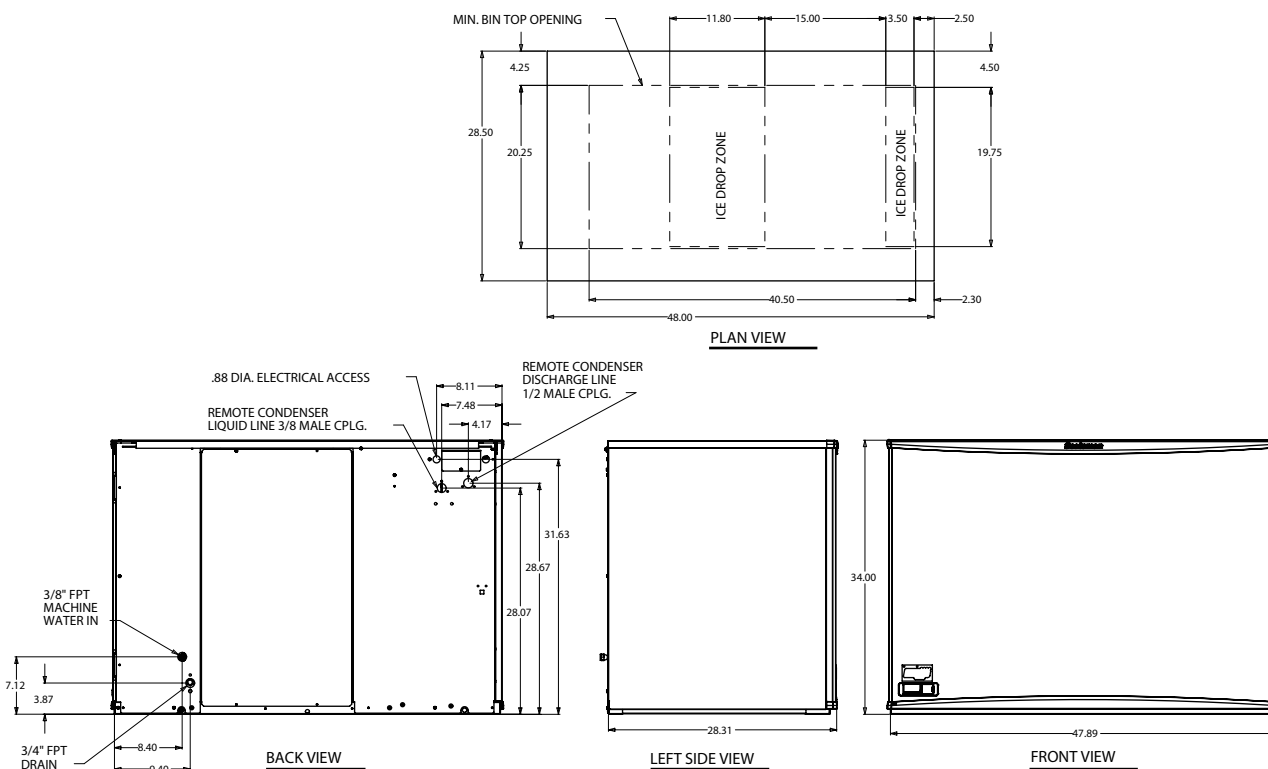 MIN. BIN TOP OPENING
11.80
15.00
3.50
2.50
4.25
4.50
28.50
20.25
ICE DROP ZONE
ICE DROP ZONE
19.75
40.50
2.30
48.00
PLAN VIEW
.88 DIA. ELECTRICAL ACCESS
REMOTE CONDENSER
DISCHARGE LINE
1/2 MALE CPLG.
8.11
7.48
4.17
REMOTE CONDENSER
LIQUID LINE 3/8 MALE CPLG.
31.63
28.67
28.07
3/8" FPT
MACHINE
WATER IN
7.12
3.87
3/4" FPT
DRAIN
8.40
BACK VIEW
28.31
LEFT SIDE VIEW
34.00
47.89
FRONT VIEW